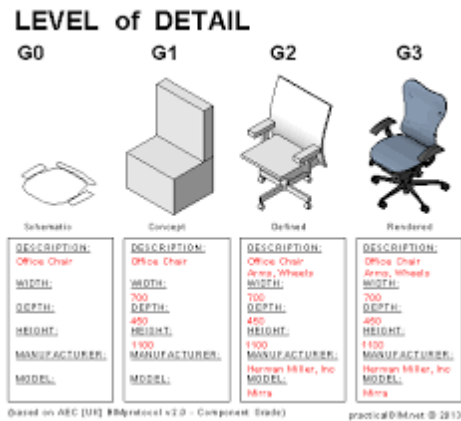 LEVEL of DETAIL
G0 G1 G2 G3
Schematic Concept Defined Rendered
DESCRIPTION:
Office Chair
WIDTH:
DEPTH:
HEIGHT:
MANUFACTURER:
MODEL:
DESCRIPTION:
Office Chair
WIDTH:
700
DEPTH:
450
HEIGHT:
1100
MANUFACTURER:
MODEL:
DESCRIPTION:
Office Chair
Arms, Wheels
WIDTH:
700
DEPTH:
450
HEIGHT:
1100
MANUFACTURER:
Herman Miller, Inc
MODEL:
Mirra
DESCRIPTION:
Office Chair
Arms, Wheels
WIDTH:
700
DEPTH:
450
HEIGHT:
1100
MANUFACTURER:
Herman Miller, Inc
MODEL:
Mirra
(based on AEC [UK] BIMprotocol v2.0 - Component Grade) practicalBIM.net © 2013